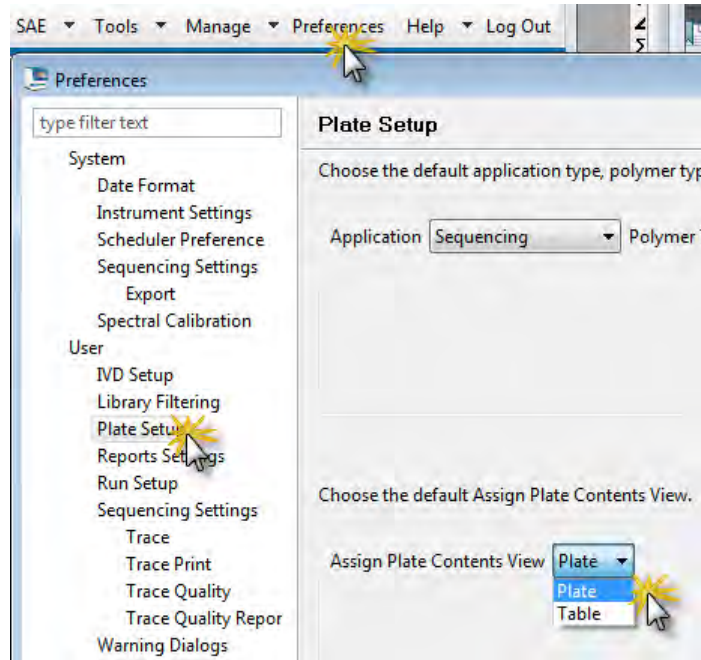 SAE Tools Manage Preferences Help Log Out
Preferences
type filter text
System
Date Format
Instrument Settings
Scheduler Preference
Sequencing Settings
Export
Spectral Calibration
User
IVD Setup
Library Filtering
Plate Setup
Reports Settings
Run Setup
Sequencing Settings
Trace
Trace Print
Trace Quality
Trace Quality Repor
Warning Dialogs
Plate Setup
Choose the default application type, polymer typ
Application Sequencing Polymer
Choose the default Assign Plate Contents View.
Assign Plate Contents View Plate
Plate
Table